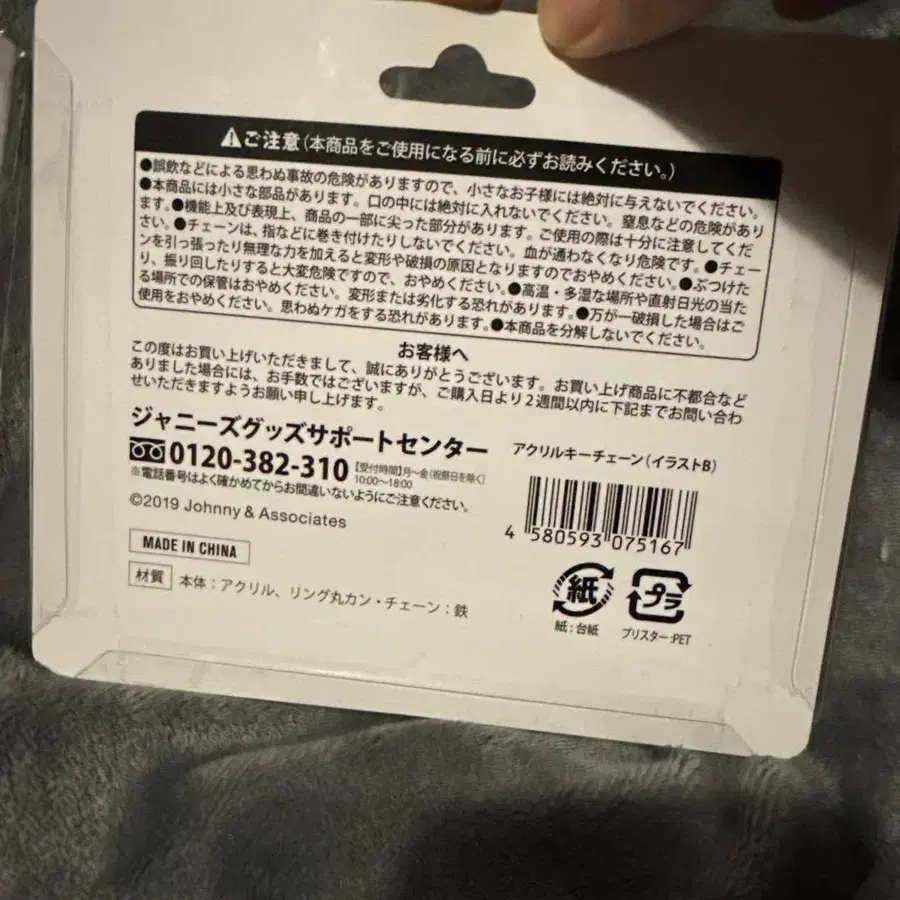 ⚠ご注意(本商品をご使用になる前に必ずお読みください。)
●誤飲などによる思わぬ事故の危険がありますので、小さなお子様には絶対に与えないでください。
●本商品には小さな部品があります。口の中には絶対に入れないでください。窒息などの危険があり
ます。●機能上及び表現上、商品の一部に尖った部分があります。ご使用の際は十分に注意してくだ
さい。●チェーンは、指などに巻き付けたりしないでください。血が通わなくなり危険です。●チェー
ンを引っ張ったり無理な力を加えると変形や破損の原因となりますのでおやめください。●ぶつけた
り、振り回したりすると大変危険ですので、おやめください。●高温・多湿な場所や直射日光の当た
る場所での保管はおやめください。変形または劣化する恐れがあります。●万が一破損した場合はご
使用をおやめください。思わぬケガをする恐れがあります。●本商品を分解しないでください。
お客様へ
この度はお買い上げいただきまして、誠にありがとうございます。お買い上げ商品に不都合など
ありました場合には、お手数ではございますが、ご購入日より2週間以内に下記までお問い合わ
せいただきますようお願い申し上げます。
ジャニーズグッズサポートセンター
0120-382-310 【受付時間】月〜金(祝祭日を除く)
10:00〜18:00
※電話番号はよく確かめてからお間違いないようにご注意ください。
©2019 Johnny & Associates
MADE IN CHINA
材質 本体:アクリル、リング丸カン・チェーン:鉄
アクリルキーチェーン(イラストB)
4 580593 075167
紙 プラ
紙:台紙 ブリスター:PET